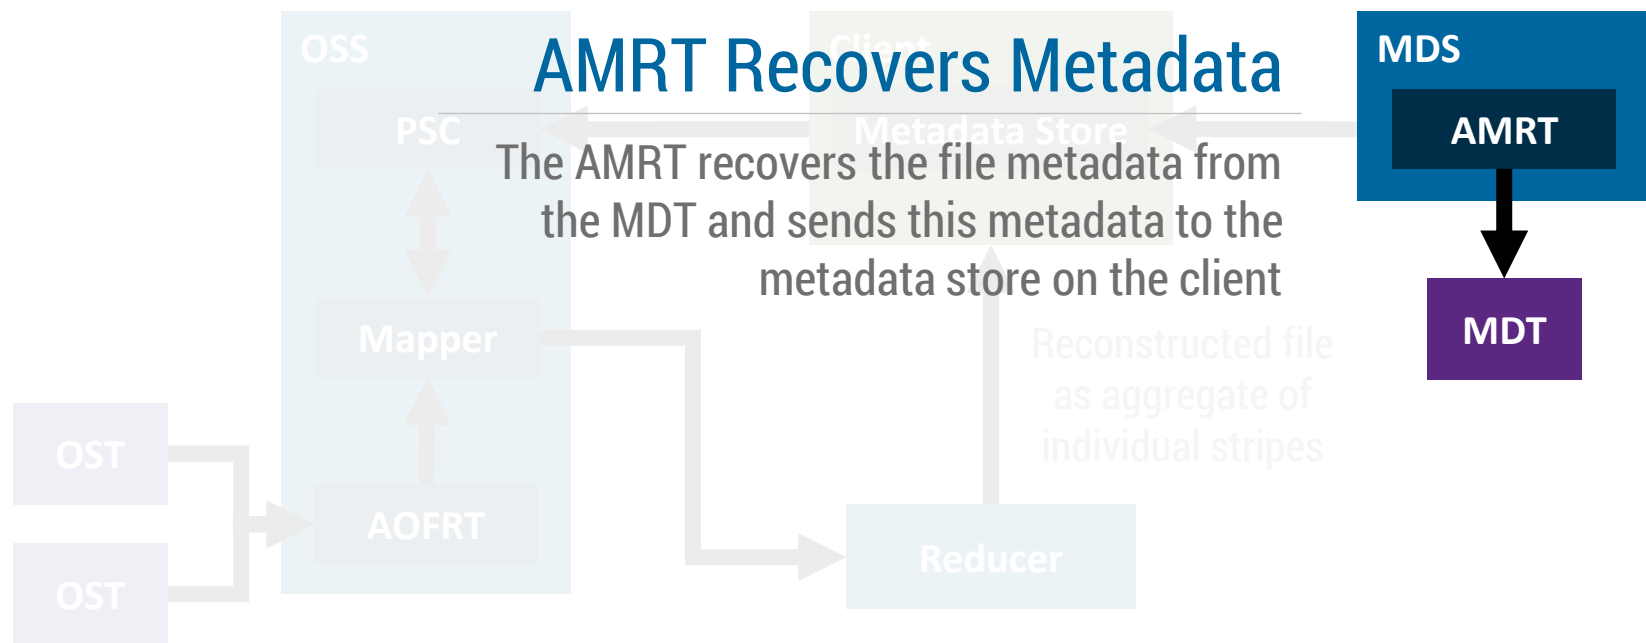 AMRT Recovers Metadata
The AMRT recovers the file metadata from
the MDT and sends this metadata to the
metadata store on the client
OSS
PSC
Mapper
AOFRT
OST
OST
Client
Metadata Store
Reconstructed file
as aggregate of
individual stripes
Reducer
MDS
AMRT
MDT